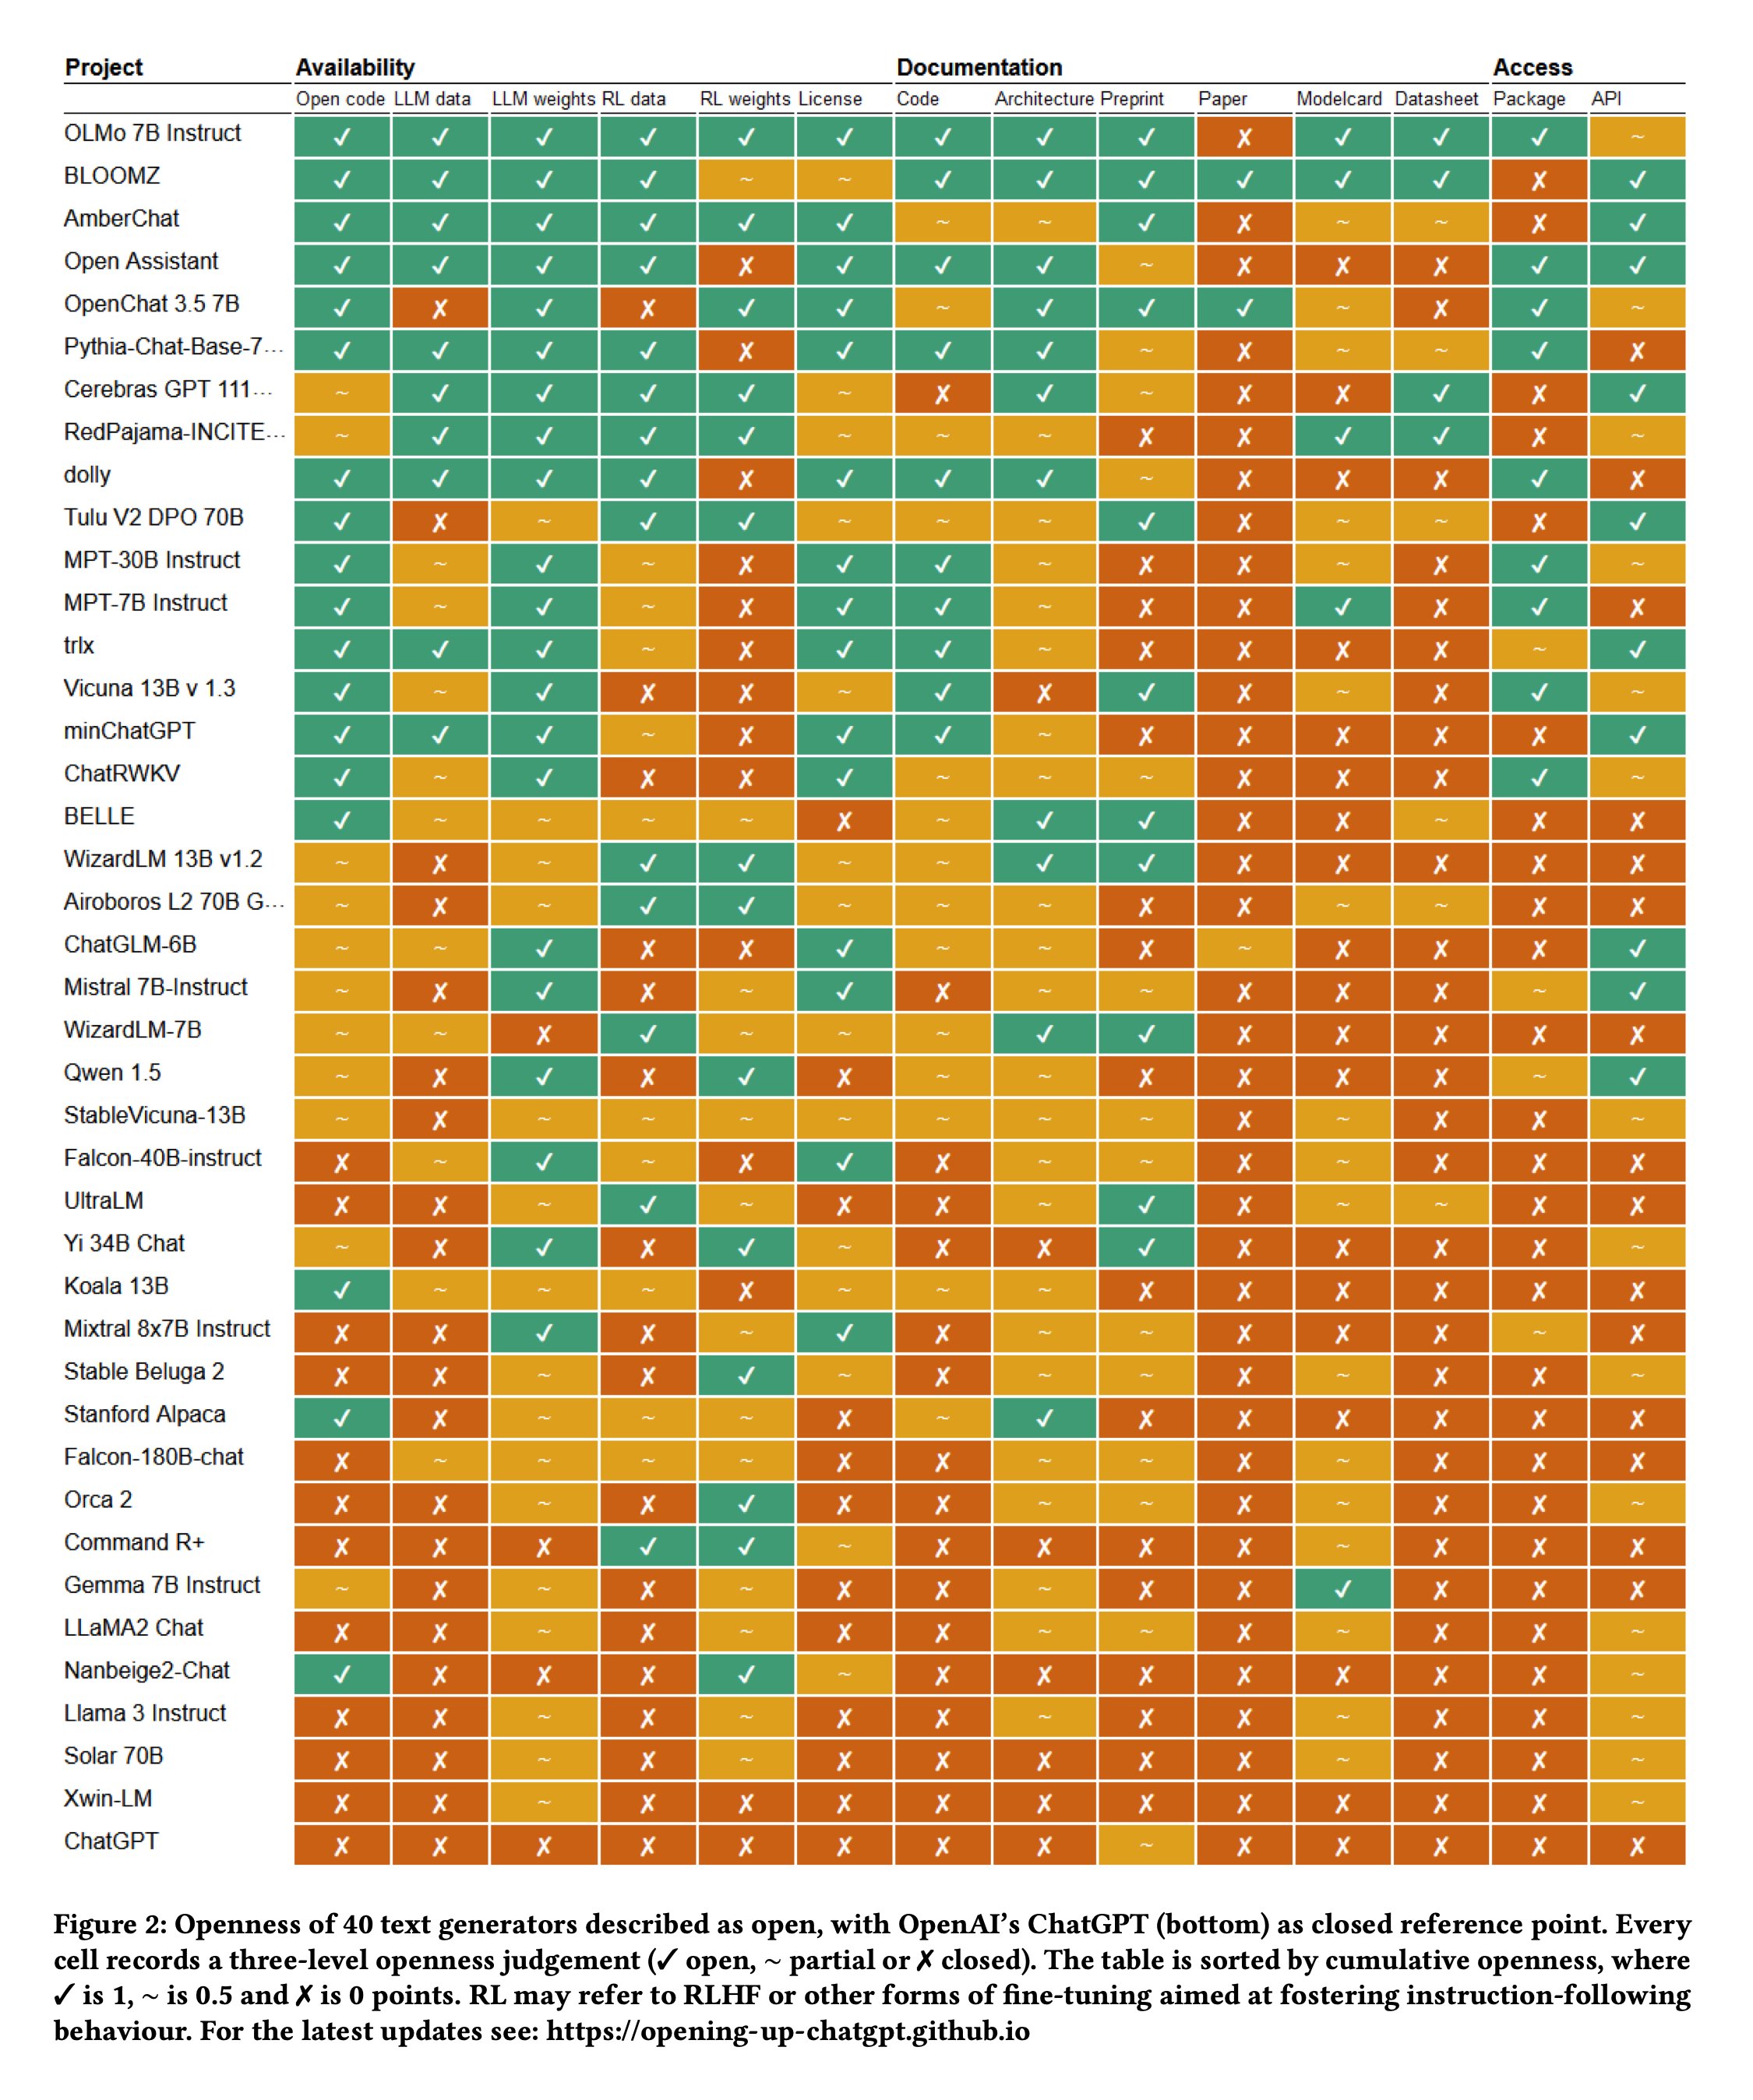 Project Availability Documentation Access
Open code LLM data LLM weights RL data RL weights License Code Architecture Preprint Paper Modelcard Datasheet Package API
OLMo 7B Instruct ✓ ✓ ✓ ✓ ✓ ✓ ✓ ✓ ✓ ✗ ✓ ✓ ✓ ~
BLOOMZ ✓ ✓ ✓ ✓ ~ ~ ✓ ✓ ✓ ✓ ✓ ✓ ✗ ✓
AmberChat ✓ ✓ ✓ ✓ ✓ ✓ ~ ~ ✓ ✗ ~ ~ ✗ ✓
Open Assistant ✓ ✓ ✓ ✓ ✗ ✓ ✓ ✓ ~ ✗ ✗ ✗ ✓ ✓
OpenChat 3.5 7B ✓ ✗ ✓ ✗ ✓ ✓ ~ ✓ ✓ ✓ ~ ✗ ✓ ~
Pythia-Chat-Base-7... ✓ ✓ ✓ ✓ ✗ ✓ ✓ ✓ ~ ✗ ~ ~ ✓ ✗
Cerebras GPT 111... ~ ✓ ✓ ✓ ✓ ~ ✗ ✓ ~ ✗ ✗ ✓ ✗ ✓
RedPajama-INCITE... ~ ✓ ✓ ✓ ✓ ~ ~ ~ ✗ ✗ ✓ ✓ ✗ ~
dolly ✓ ✓ ✓ ✓ ✗ ✓ ✓ ✓ ~ ✗ ✗ ✗ ✓ ✗
Tulu V2 DPO 70B ✓ ✗ ~ ✓ ✓ ~ ~ ~ ✓ ✗ ~ ~ ✗ ✓
MPT-30B Instruct ✓ ~ ✓ ~ ✗ ✓ ✓ ~ ✗ ✗ ~ ✗ ✓ ~
MPT-7B Instruct ✓ ~ ✓ ~ ✗ ✓ ✓ ~ ✗ ✗ ✓ ✗ ✓ ✗
trlx ✓ ✓ ✓ ~ ✗ ✓ ✓ ~ ✗ ✗ ✗ ✗ ~ ✓
Vicuna 13B v 1.3 ✓ ~ ✓ ✗ ✗ ~ ✓ ✗ ✓ ✗ ~ ✗ ✓ ~
minChatGPT ✓ ✓ ✓ ~ ✗ ✓ ✓ ~ ✗ ✗ ✗ ✗ ✗ ✓
ChatRWKV ✓ ~ ✓ ✗ ✗ ✓ ~ ~ ~ ✗ ✗ ✗ ✓ ~
BELLE ✓ ~ ~ ~ ~ ✗ ~ ✓ ✓ ✗ ✗ ~ ✗ ✗
WizardLM 13B v1.2 ~ ✗ ~ ✓ ✓ ~ ~ ✓ ✓ ✗ ✗ ✗ ✗ ✗
Airoboros L2 70B G... ~ ✗ ~ ✓ ✓ ~ ~ ~ ✗ ✗ ~ ~ ✗ ✗
ChatGLM-6B ~ ~ ✓ ✗ ✗ ✓ ~ ~ ✗ ~ ✗ ✗ ✗ ✓
Mistral 7B-Instruct ~ ✗ ✓ ✗ ~ ✓ ✗ ~ ~ ✗ ✗ ✗ ~ ✓
WizardLM-7B ~ ~ ✗ ✓ ~ ~ ~ ✓ ✓ ✗ ✗ ✗ ✗ ✗
Qwen 1.5 ~ ✗ ✓ ✗ ✓ ✗ ~ ~ ✗ ✗ ✗ ✗ ~ ✓
StableVicuna-13B ~ ✗ ~ ~ ~ ~ ~ ~ ~ ✗ ~ ✗ ✗ ~
Falcon-40B-instruct ✗ ~ ✓ ~ ✗ ✓ ✗ ~ ~ ✗ ~ ✗ ✗ ✗
UltraLM ✗ ✗ ~ ✓ ~ ✗ ✗ ~ ✓ ✗ ~ ~ ✗ ✗
Yi 34B Chat ~ ✗ ✓ ✗ ✓ ~ ✗ ✗ ✓ ✗ ✗ ✗ ✗ ~
Koala 13B ✓ ~ ~ ~ ✗ ~ ~ ~ ✗ ✗ ✗ ✗ ✗ ✗
Mixtral 8x7B Instruct ✗ ✗ ✓ ✗ ~ ✓ ✗ ~ ~ ✗ ✗ ✗ ~ ✗
Stable Beluga 2 ✗ ✗ ~ ✗ ✓ ~ ✗ ~ ~ ✗ ~ ✗ ✗ ~
Stanford Alpaca ✓ ✗ ~ ~ ~ ✗ ~ ✓ ✗ ✗ ✗ ✗ ✗ ✗
Falcon-180B-chat ✗ ~ ~ ~ ~ ✗ ✗ ~ ~ ✗ ~ ✗ ✗ ✗
Orca 2 ✗ ✗ ~ ✗ ✓ ✗ ✗ ~ ~ ✗ ~ ✗ ✗ ~
Command R+ ✗ ✗ ✗ ✓ ✓ ~ ✗ ✗ ✗ ✗ ~ ✗ ✗ ✗
Gemma 7B Instruct ~ ✗ ~ ✗ ~ ✗ ✗ ~ ✗ ✗ ✓ ✗ ✗ ✗
LLaMA2 Chat ✗ ✗ ~ ✗ ~ ✗ ✗ ~ ~ ✗ ~ ✗ ✗ ~
Nanbeige2-Chat ✓ ✗ ✗ ✗ ✓ ~ ✗ ✗ ✗ ✗ ✗ ✗ ✗ ~
Llama 3 Instruct ✗ ✗ ~ ✗ ~ ✗ ✗ ~ ✗ ✗ ~ ✗ ✗ ~
Solar 70B ✗ ✗ ~ ✗ ~ ✗ ✗ ✗ ✗ ✗ ~ ✗ ✗ ~
Xwin-LM ✗ ✗ ~ ✗ ✗ ✗ ✗ ✗ ✗ ✗ ✗ ✗ ✗ ~
ChatGPT ✗ ✗ ✗ ✗ ✗ ✗ ✗ ✗ ~ ✗ ✗ ✗ ✗ ✗
Figure 2: Openness of 40 text generators described as open, with OpenAI's ChatGPT (bottom) as closed reference point. Every
cell records a three-level openness judgement (✓ open, ~ partial or ✗ closed). The table is sorted by cumulative openness, where
✓ is 1, ~ is 0.5 and ✗ is 0 points. RL may refer to RLHF or other forms of fine-tuning aimed at fostering instruction-following
behaviour. For the latest updates see: https://opening-up-chatgpt.github.io